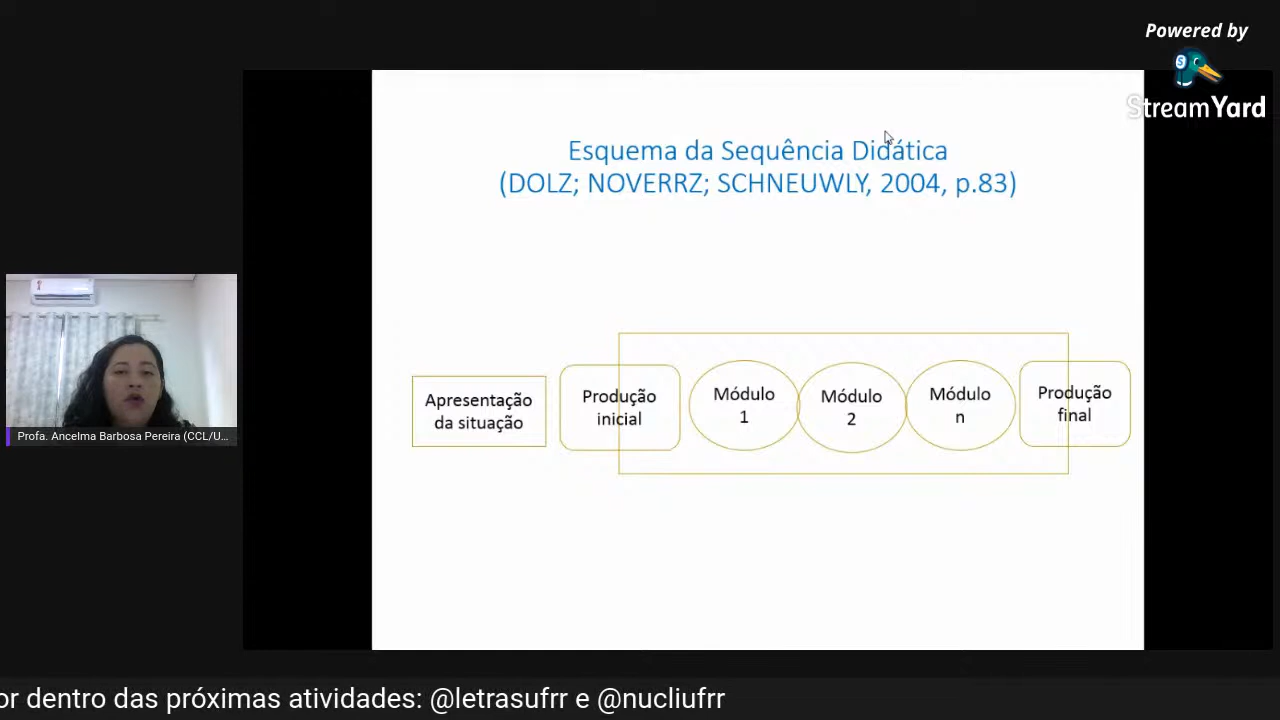 Powered by
StreamYard
Esquema da Sequência Didática
(DOLZ; NOVERRZ; SCHNEUWLY, 2004, p.83)
Apresentação
da situação
Produção
inicial
Módulo
1
Módulo
2
Módulo
n
Produção
final
Profa. Ancelma Barbosa Pereira (CCL/U...
or dentro das próximas atividades: @letrasufrr e @nucliufrr